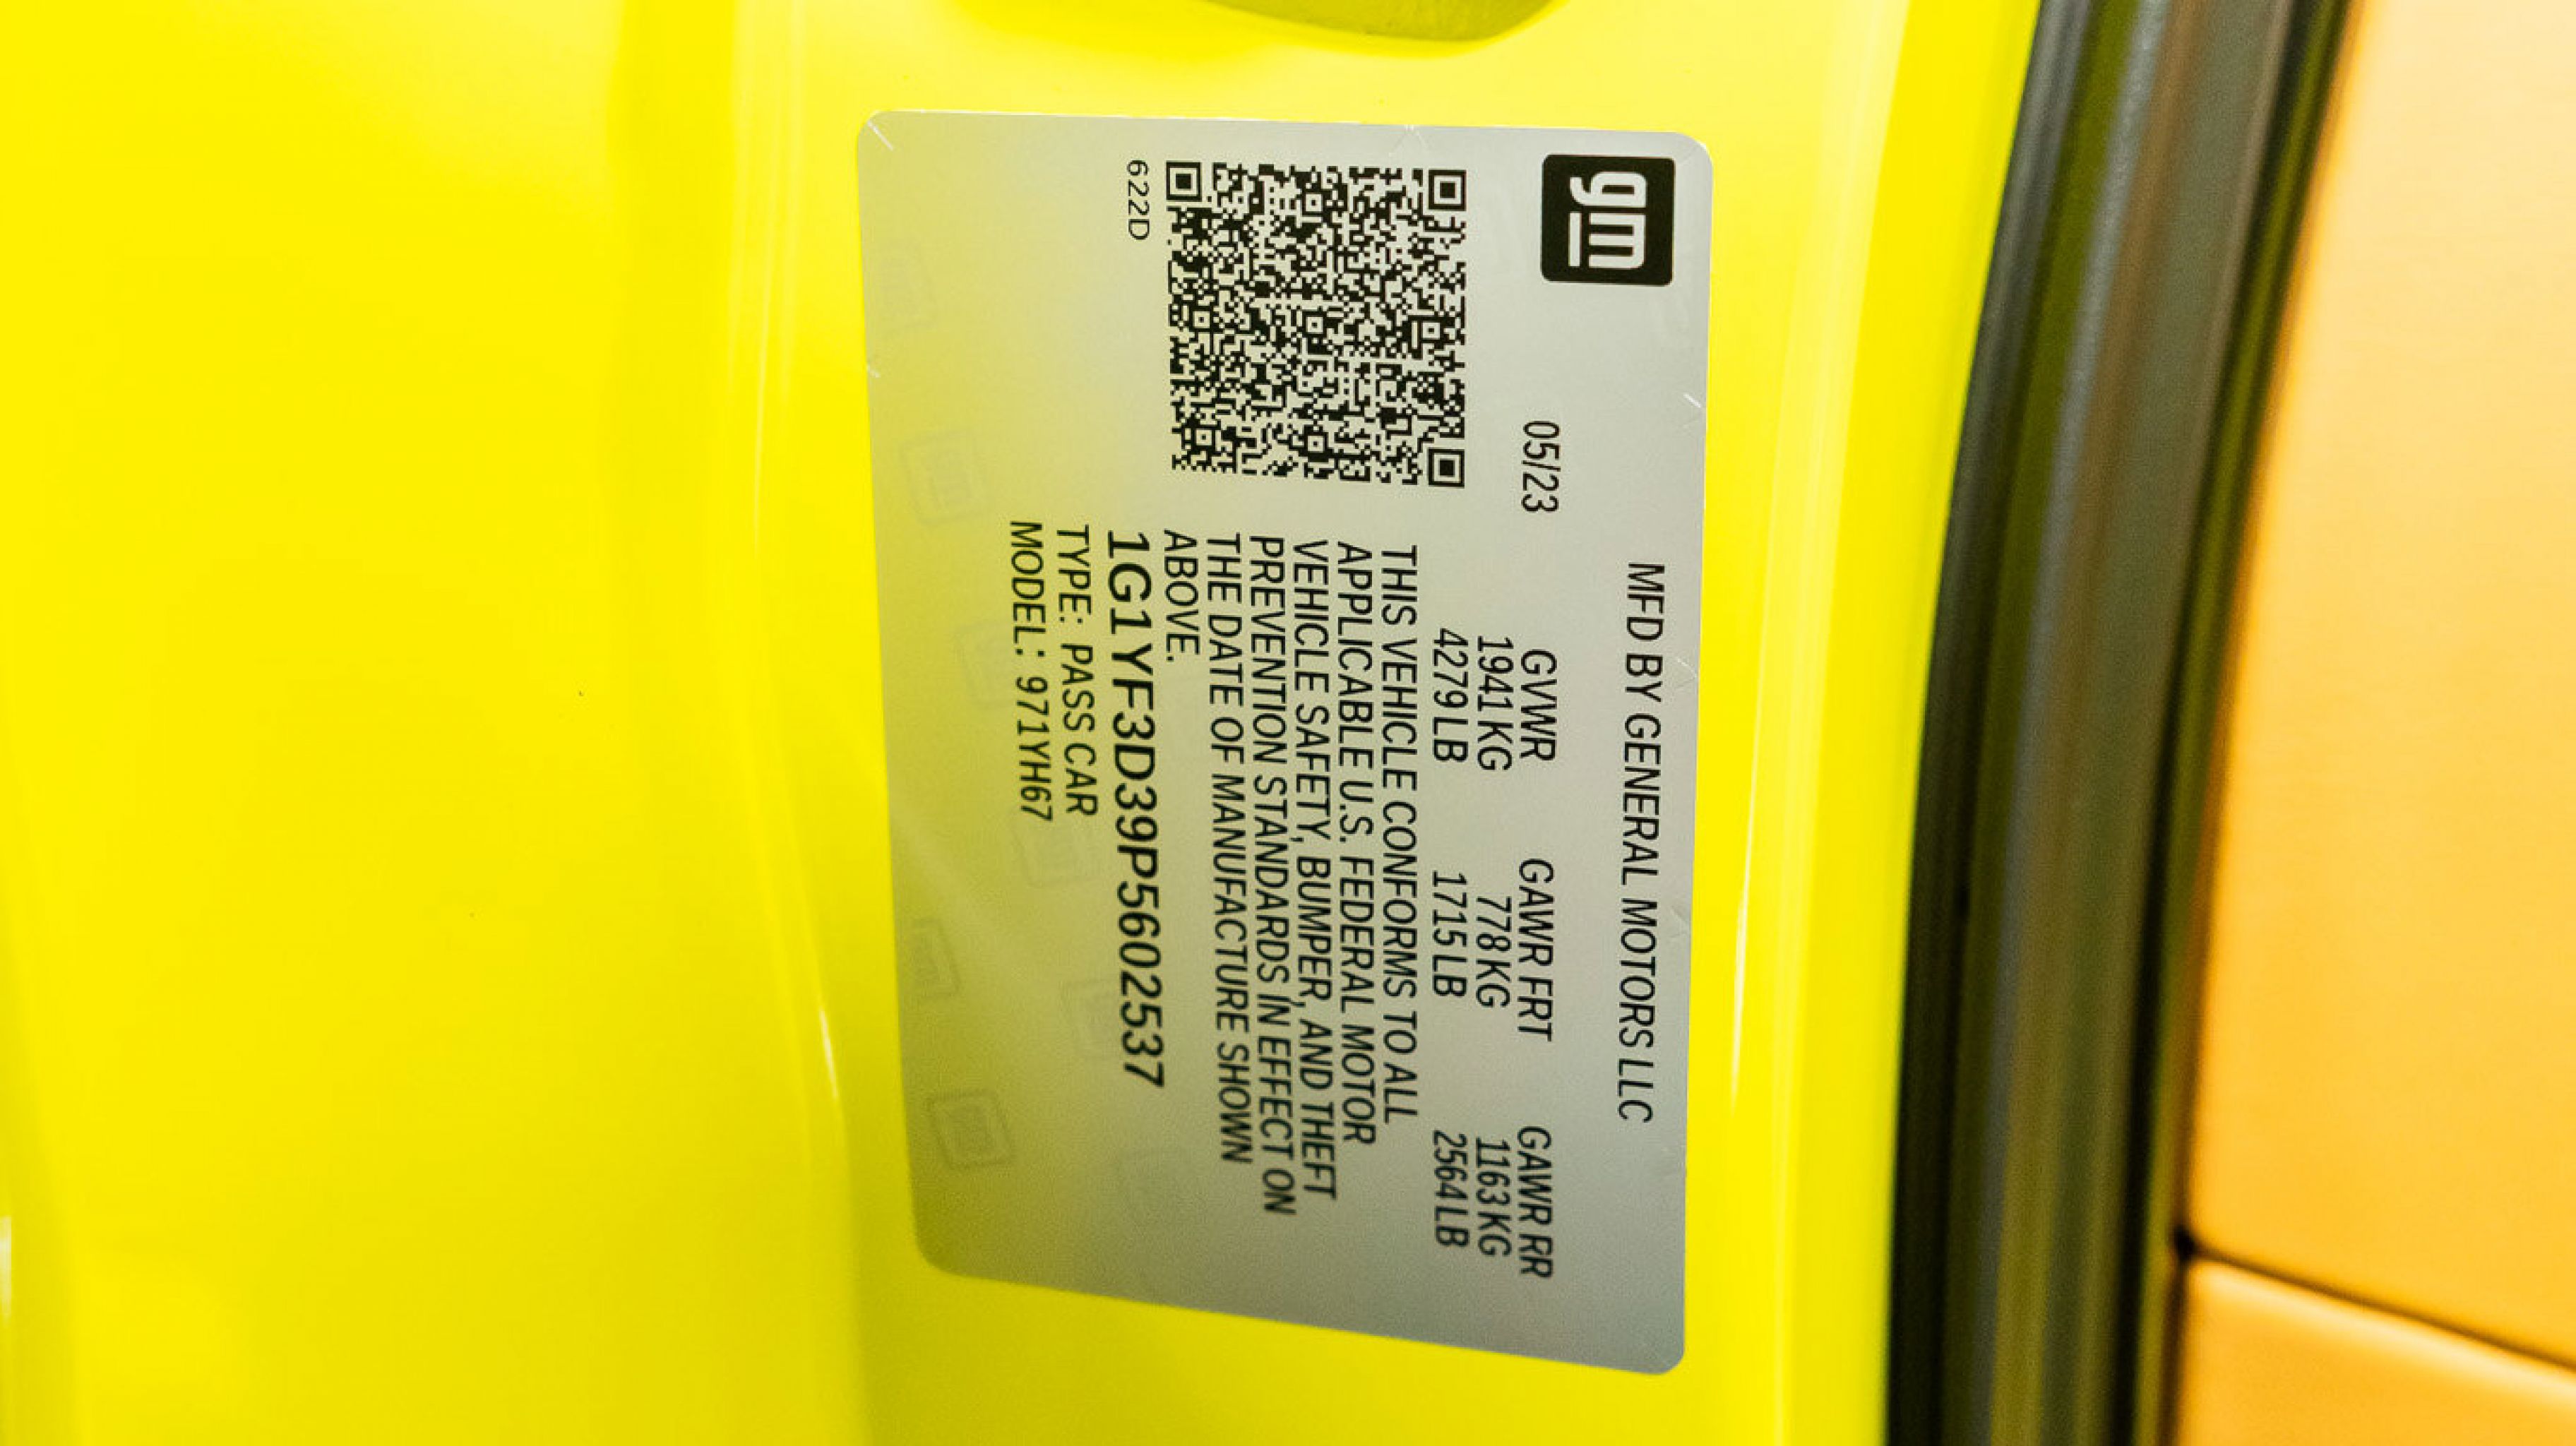 gm
MFD BY GENERAL MOTORS LLC
05/23 GVWR GAWR FRT GAWR RR
1941 KG 778 KG 1163 KG
4279 LB 1715 LB 2564 LB
THIS VEHICLE CONFORMS TO ALL
APPLICABLE U.S. FEDERAL MOTOR
VEHICLE SAFETY, BUMPER, AND THEFT
PREVENTION STANDARDS IN EFFECT ON
THE DATE OF MANUFACTURE SHOWN
ABOVE.
622D
1G1YF3D39P5602537
TYPE: PASS CAR
MODEL: 971YH67